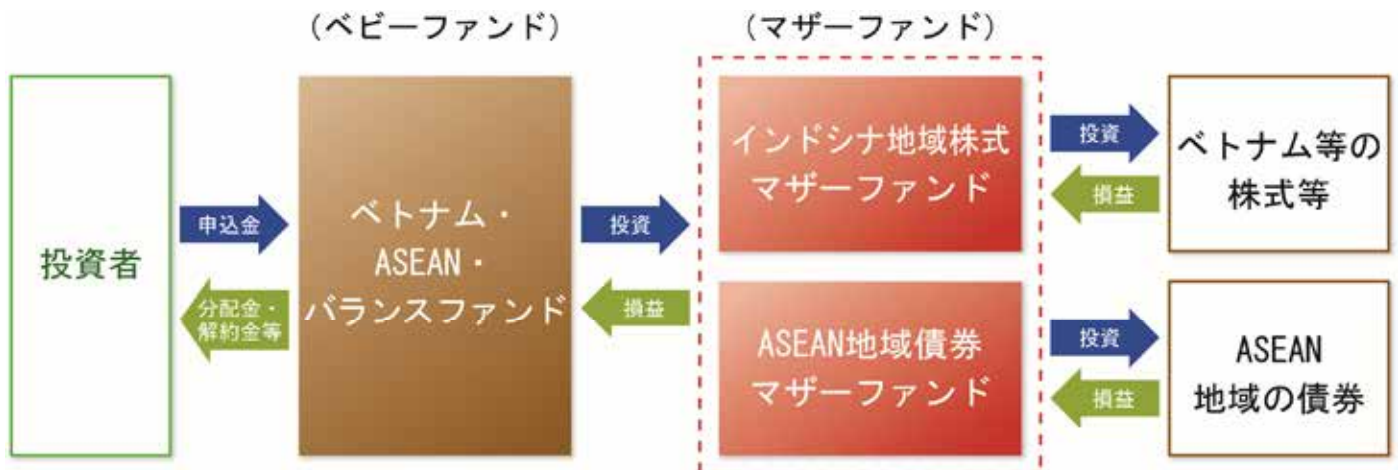 (ベビーファンド)
(マザーファンド)
投資者
申込金
分配金・
解約金等
ベトナム・
ASEAN・
バランスファンド
投資
損益
インドシナ地域株式
マザーファンド
ASEAN地域債券
マザーファンド
投資
損益
ベトナム等の
株式等
投資
損益
ASEAN
地域の債券